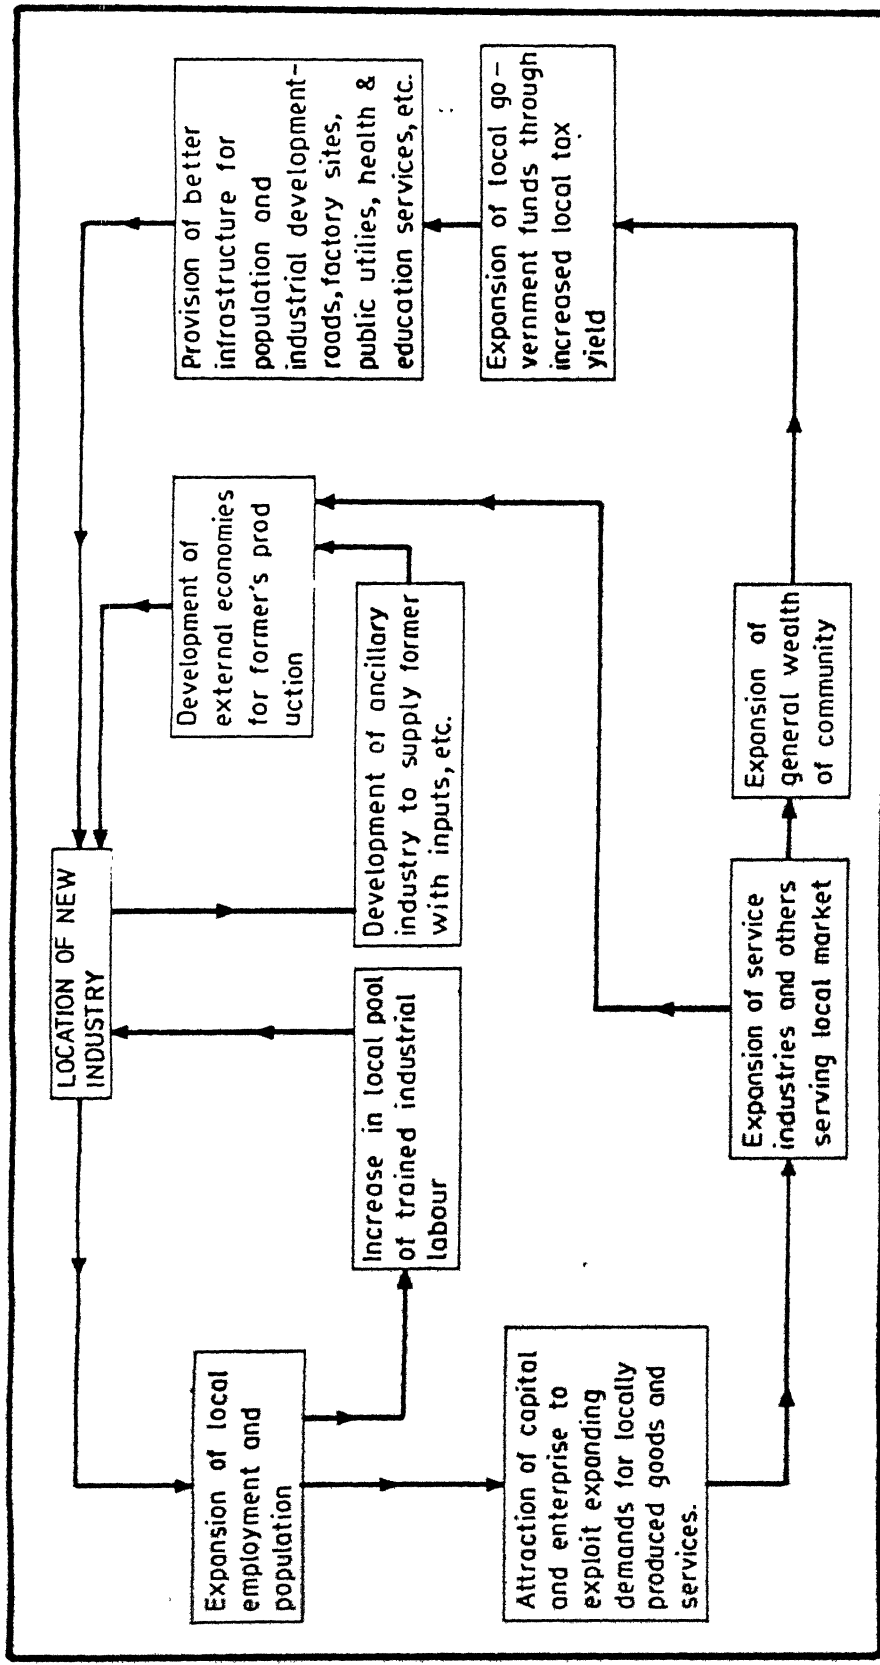 LOCATION OF NEW
INDUSTRY
Expansion of local
employment and
population
Increase in local pool
of trained industrial
labour
Development of ancillary
industry to supply former
with inputs, etc.
Development of
external economies
for former's prod
uction
Provision of better
infrastructure for
population and
industrial development-
roads, factory sites,
public utilies, health &
education services, etc.
Attraction of capital
and enterprise to
exploit expanding
demands for locally
produced goods and
services.
Expansion of service
industries and others
serving local market
Expansion of
general wealth
of community
Expansion of local go-
vernment funds through
increased local tax
yield